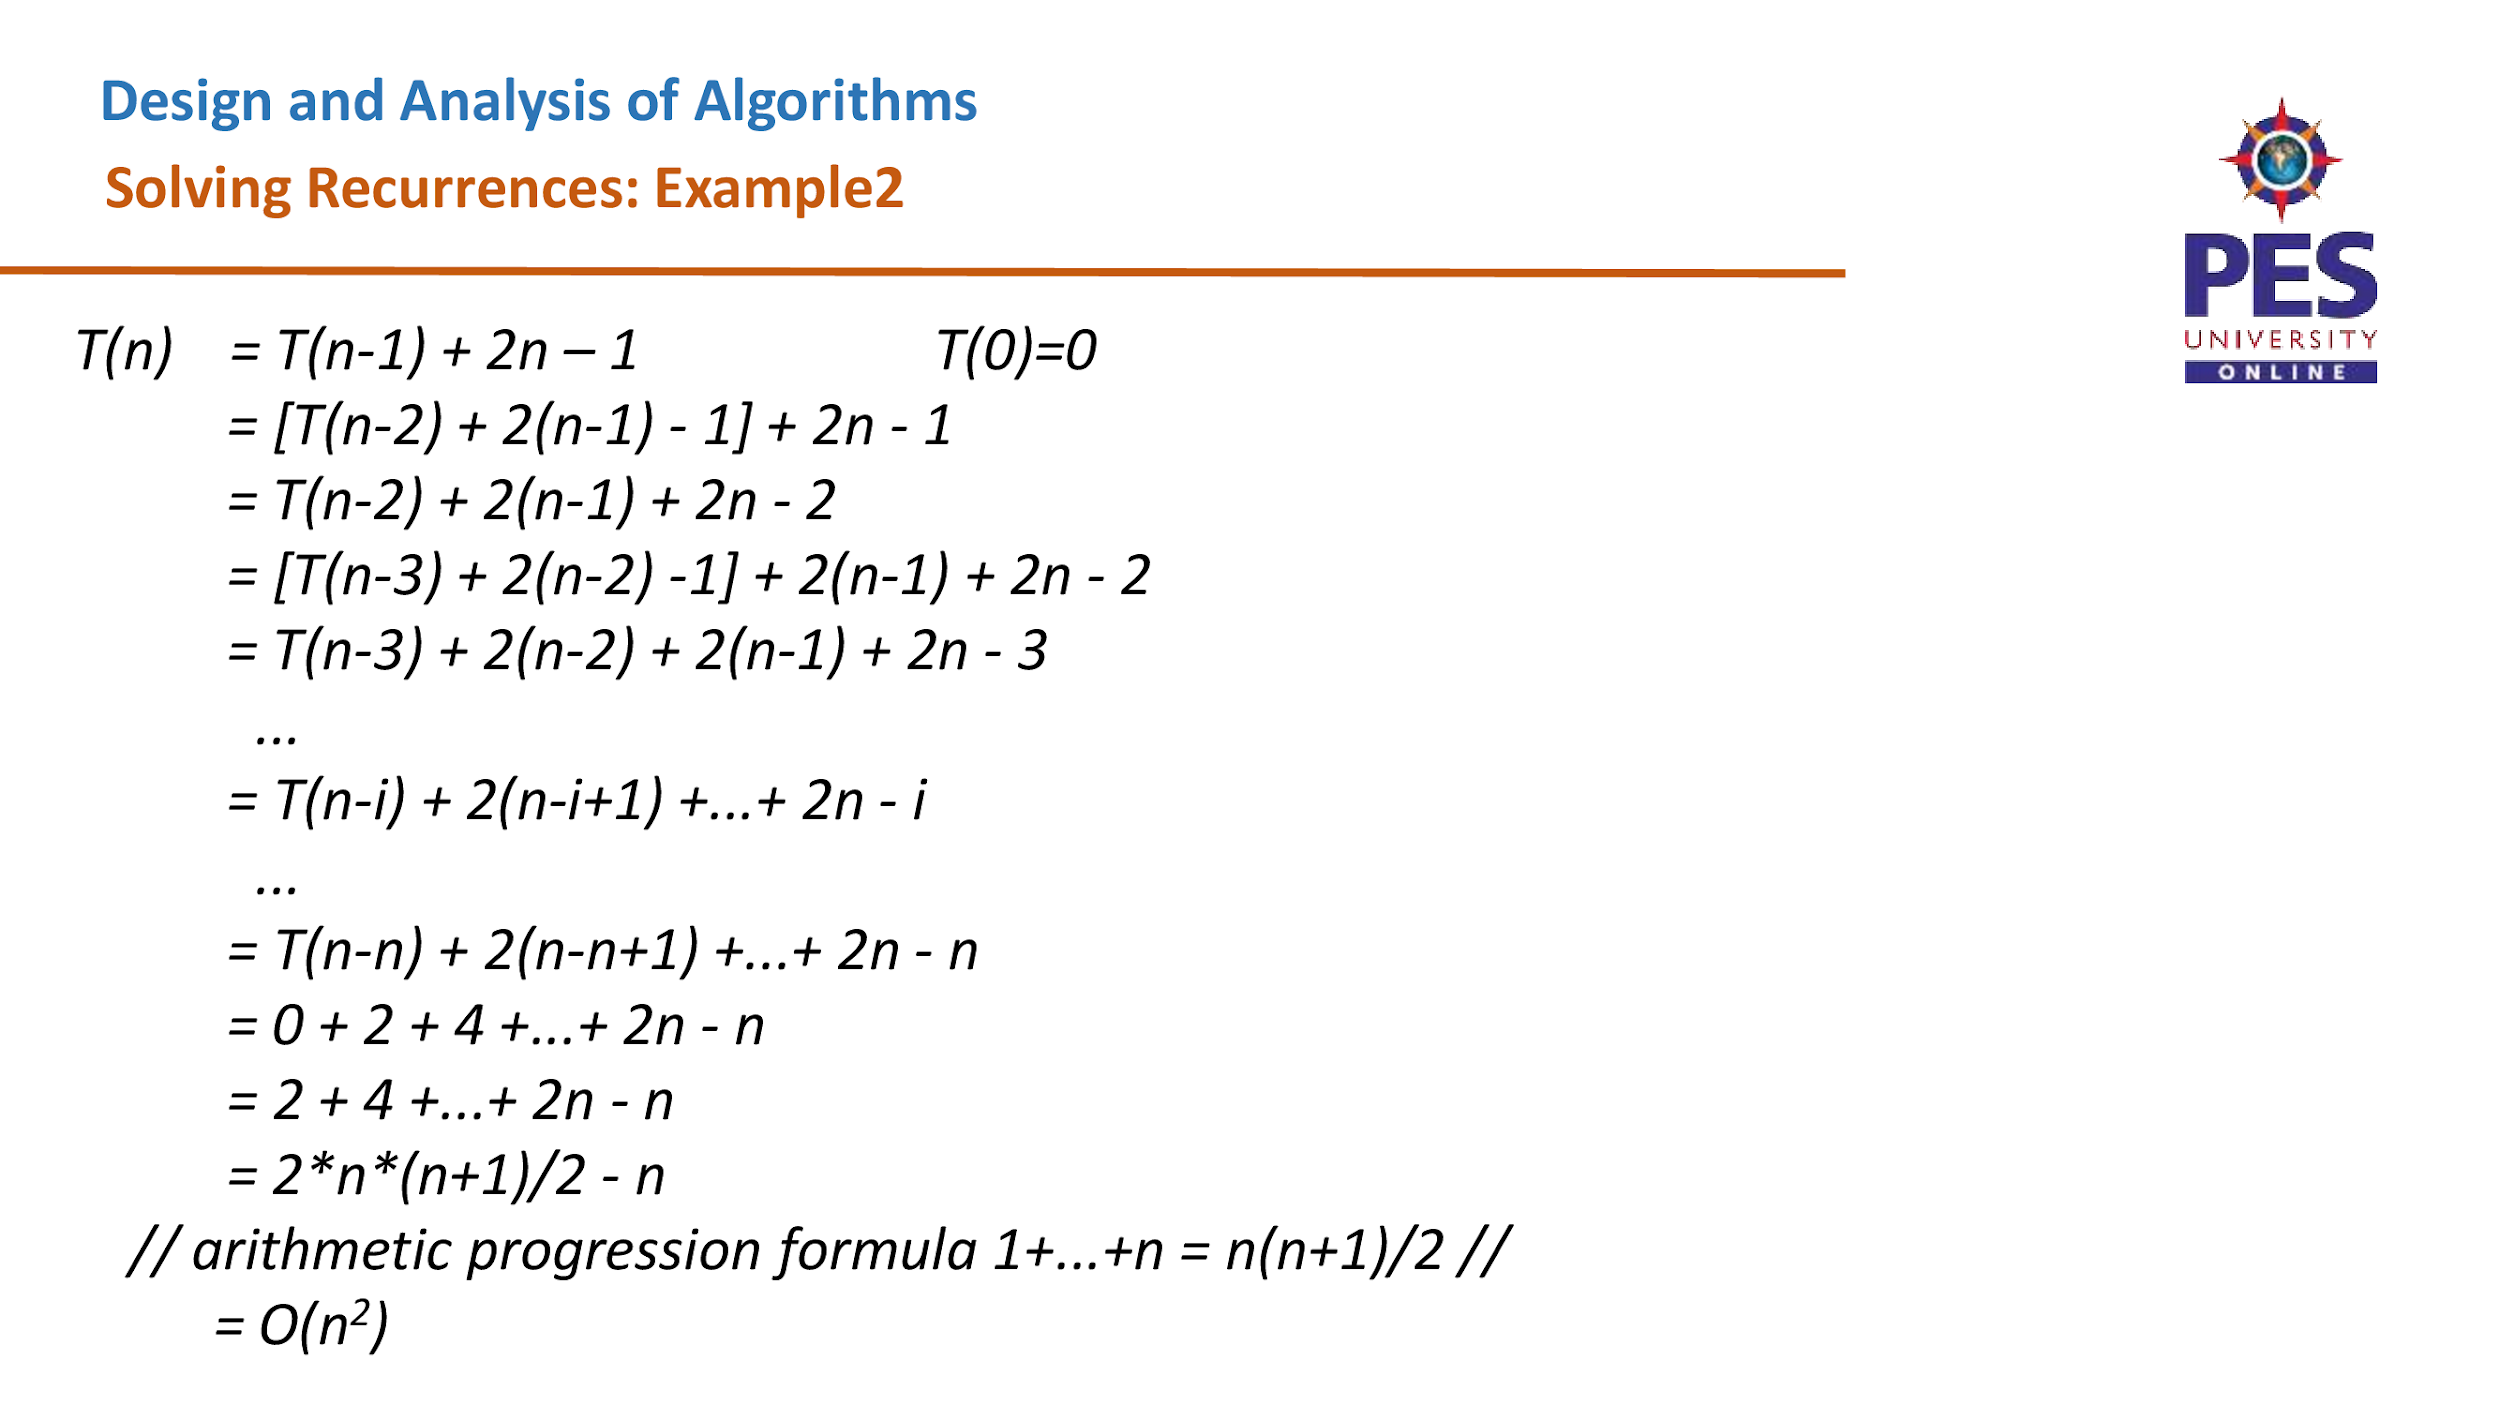 Design and Analysis of Algorithms
Solving Recurrences: Example2
PES
UNIVERSITY
ONLINE
T(n) = T(n-1) + 2n – 1 T(0)=0
= [T(n-2) + 2(n-1) - 1] + 2n - 1
= T(n-2) + 2(n-1) + 2n - 2
= [T(n-3) + 2(n-2) -1] + 2(n-1) + 2n - 2
= T(n-3) + 2(n-2) + 2(n-1) + 2n - 3
...
= T(n-i) + 2(n-i+1) +...+ 2n - i
...
= T(n-n) + 2(n-n+1) +...+ 2n - n
= 0 + 2 + 4 +...+ 2n - n
= 2 + 4 +...+ 2n - n
= 2*n*(n+1)/2 - n
// arithmetic progression formula 1+...+n = n(n+1)/2 //
= O(n²)